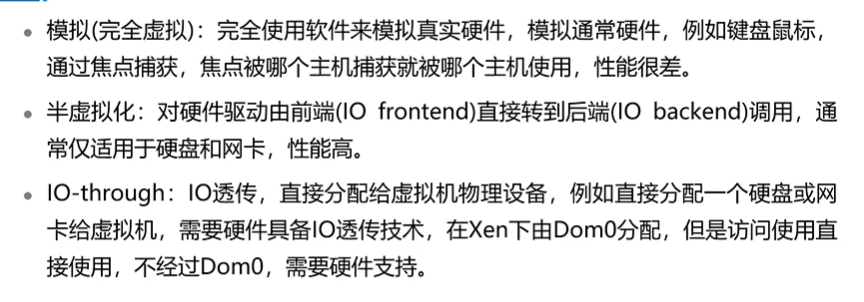 • 模拟(完全虚拟)：完全使用软件来模拟真实硬件，模拟通常硬件，例如键盘鼠标，
通过焦点捕获，焦点被哪个主机捕获就被哪个主机使用，性能很差。
• 半虚拟化：对硬件驱动由前端(IO frontend)直接转到后端(IO backend)调用，通
常仅适用于硬盘和网卡，性能高。
• IO-through：IO透传，直接分配给虚拟机物理设备，例如直接分配一个硬盘或网
卡给虚拟机，需要硬件具备IO透传技术，在Xen下由Dom0分配，但是访问使用直
接使用，不经过Dom0，需要硬件支持。